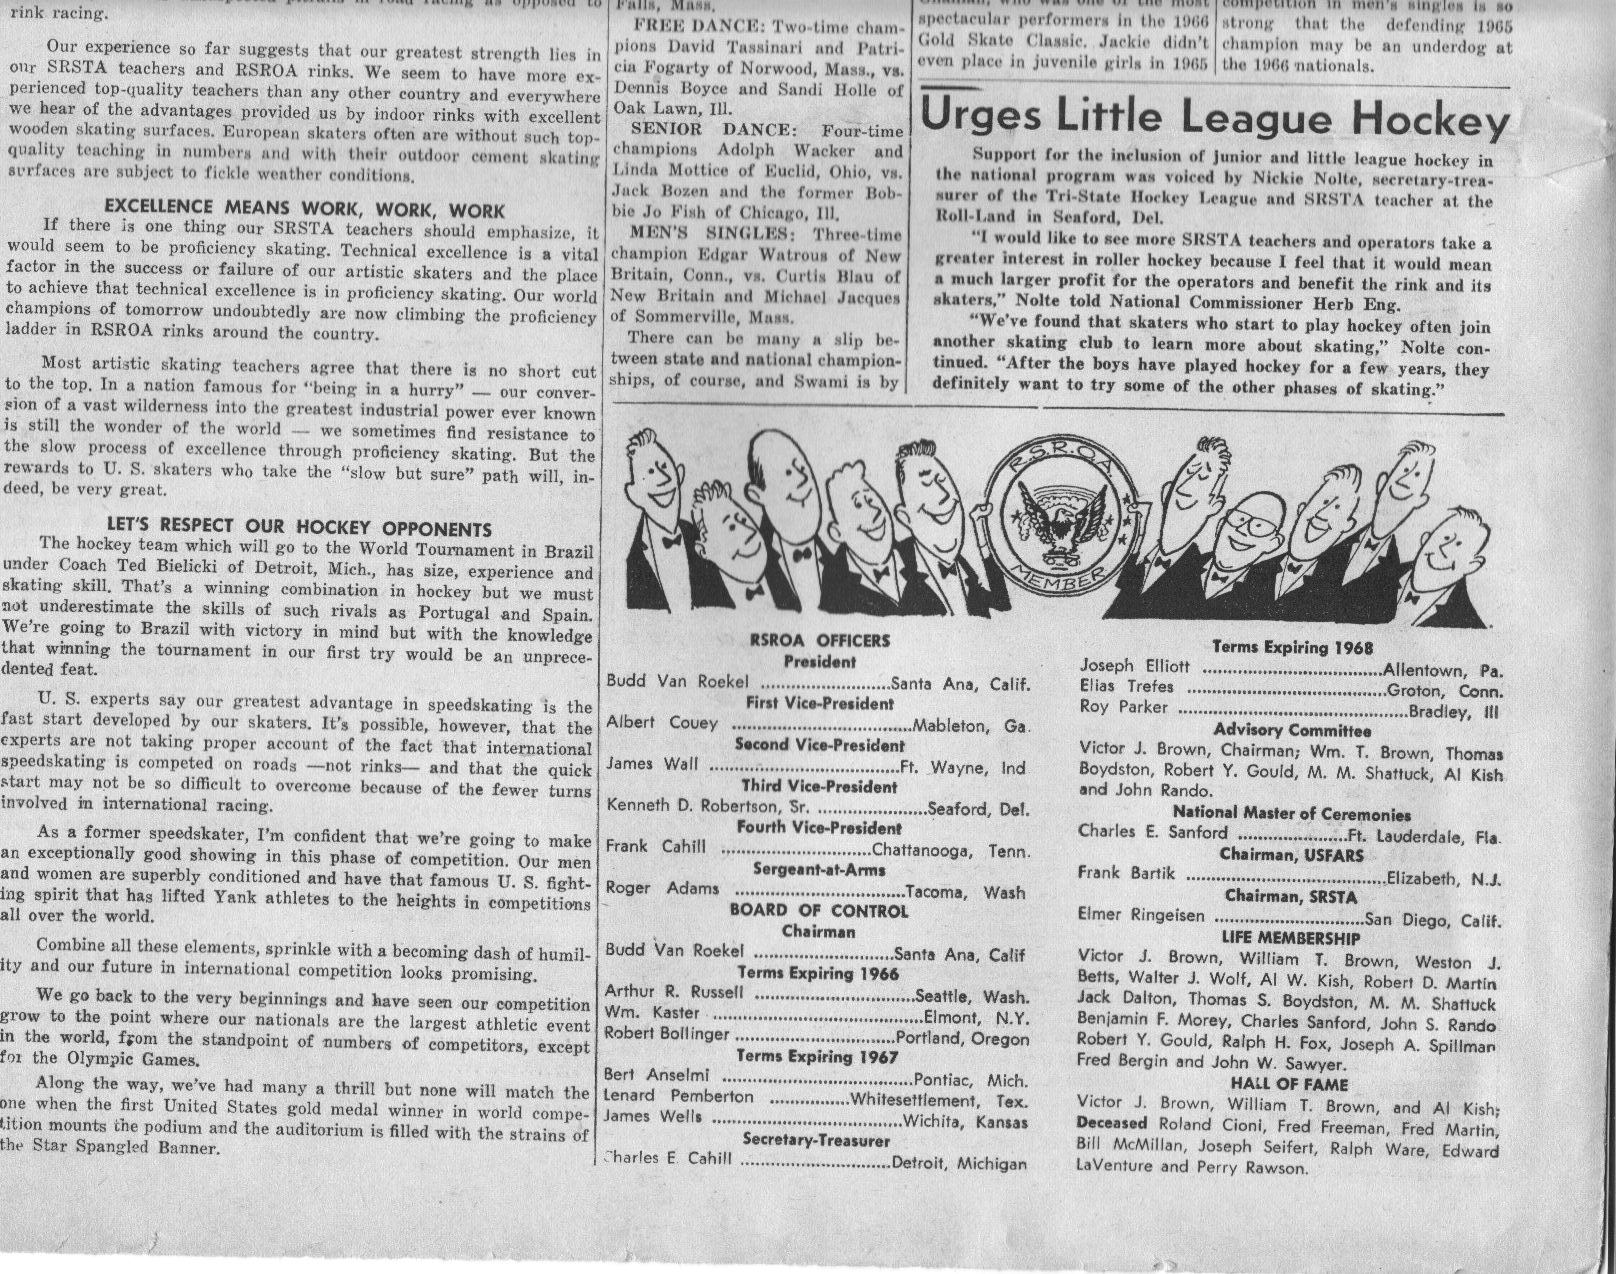 rink racing.
Our experience so far suggests that our greatest strength lies in
our SRSTA teachers and RSROA rinks. We seem to have more ex-
perienced top-quality teachers than any other country and everywhere
we hear of the advantages provided us by indoor rinks with excellent
wooden skating surfaces. European skaters often are without such top-
quality teaching in numbers and with their outdoor cement skating
surfaces are subject to fickle weather conditions.
EXCELLENCE MEANS WORK, WORK, WORK
If there is one thing our SRSTA teachers should emphasize, it
would seem to be proficiency skating. Technical excellence is a vital
factor in the success or failure of our artistic skaters and the place
to achieve that technical excellence is in proficiency skating. Our world
champions of tomorrow undoubtedly are now climbing the proficiency
ladder in RSROA rinks around the country.
Most artistic skating teachers agree that there is no short cut
to the top. In a nation famous for "being in a hurry" — our conver-
sion of a vast wilderness into the greatest industrial power ever known
is still the wonder of the world — we sometimes find resistance to
the slow process of excellence through proficiency skating. But the
rewards to U. S. skaters who take the "slow but sure" path will, in-
deed, be very great.
LET'S RESPECT OUR HOCKEY OPPONENTS
The hockey team which will go to the World Tournament in Brazil
under Coach Ted Bielicki of Detroit, Mich., has size, experience and
skating skill. That's a winning combination in hockey but we must
not underestimate the skills of such rivals as Portugal and Spain.
We're going to Brazil with victory in mind but with the knowledge
that winning the tournament in our first try would be an unprece-
dented feat.
U. S. experts say our greatest advantage in speedskating is the
fast start developed by our skaters. It's possible, however, that the
experts are not taking proper account of the fact that international
speedskating is competed on roads —not rinks— and that the quick
start may not be so difficult to overcome because of the fewer turns
involved in international racing.
As a former speedskater, I'm confident that we're going to make
an exceptionally good showing in this phase of competition. Our men
and women are superbly conditioned and have that famous U. S. fight-
ing spirit that has lifted Yank athletes to the heights in competitions
all over the world.
Combine all these elements, sprinkle with a becoming dash of humil-
ity and our future in international competition looks promising.
We go back to the very beginnings and have seen our competition
grow to the point where our nationals are the largest athletic event
in the world, from the standpoint of numbers of competitors, except
for the Olympic Games.
Along the way, we've had many a thrill but none will match the
one when the first United States gold medal winner in world compe-
tition mounts the podium and the auditorium is filled with the strains of
the Star Spangled Banner.
Falls, Mass.
FREE DANCE: Two-time cham-
pions David Tassinari and Patri-
cia Fogarty of Norwood, Mass., vs.
Dennis Boyce and Sandi Holle of
Oak Lawn, Ill.
SENIOR DANCE: Four-time
champions Adolph Wacker and
Linda Mottice of Euclid, Ohio, vs.
Jack Bozen and the former Bob-
bie Jo Fish of Chicago, Ill.
MEN'S SINGLES: Three-time
champion Edgar Watrous of New
Britain, Conn., vs. Curtis Blau of
New Britain and Michael Jacques
of Sommerville, Mass.
There can be many a slip be-
tween state and national champion-
ships, of course, and Swami is by
spectacular performers in the 1966
Gold Skate Classic. Jackie didn't
even place in juvenile girls in 1965
competition in men's singles is so
strong that the defending 1965
champion may be an underdog at
the 1966 nationals.
Urges Little League Hockey
Support for the inclusion of junior and little league hockey in
the national program was voiced by Nickie Nolte, secretary-trea-
surer of the Tri-State Hockey League and SRSTA teacher at the
Roll-Land in Seaford, Del.
"I would like to see more SRSTA teachers and operators take a
greater interest in roller hockey because I feel that it would mean
a much larger profit for the operators and benefit the rink and its
skaters," Nolte told National Commissioner Herb Eng.
"We've found that skaters who start to play hockey often join
another skating club to learn more about skating," Nolte con-
tinued. "After the boys have played hockey for a few years, they
definitely want to try some of the other phases of skating."
R.S.R.O.A.
MEMBER
RSROA OFFICERS
President
Budd Van Roekel ........................Santa Ana, Calif.
First Vice-President
Albert Couey .................................Mableton, Ga.
Second Vice-President
James Wall ...................................Ft. Wayne, Ind
Third Vice-President
Kenneth D. Robertson, Sr. ....................Seaford, Del.
Fourth Vice-President
Frank Cahill ...........................Chattanooga, Tenn.
Sergeant-at-Arms
Roger Adams ...............................Tacoma, Wash
BOARD OF CONTROL
Chairman
Budd Van Roekel ..........................Santa Ana, Calif
Terms Expiring 1966
Arthur R. Russell .............................Seattle, Wash.
Wm. Kaster ......................................Elmont, N.Y.
Robert Bollinger .............................Portland, Oregon
Terms Expiring 1967
Bert Anselmi ...................................Pontiac, Mich.
Lenard Pemberton ...............Whitesettlement, Tex.
James Wells ....................................Wichita, Kansas
Secretary-Treasurer
Charles E. Cahill ............................Detroit, Michigan
Terms Expiring 1968
Joseph Elliott .................................Allentown, Pa.
Elias Trefes .....................................Groton, Conn.
Roy Parker ..........................................Bradley, Ill
Advisory Committee
Victor J. Brown, Chairman; Wm. T. Brown, Thomas
Boydston, Robert Y. Gould, M. M. Shattuck, Al Kish
and John Rando.
National Master of Ceremonies
Charles E. Sanford ....................Ft. Lauderdale, Fla.
Chairman, USFARS
Frank Bartik .....................................Elizabeth, N.J.
Chairman, SRSTA
Elmer Ringeisen ............................San Diego, Calif.
LIFE MEMBERSHIP
Victor J. Brown, William T. Brown, Weston J.
Betts, Walter J. Wolf, Al W. Kish, Robert D. Martin
Jack Dalton, Thomas S. Boydston, M. M. Shattuck
Benjamin F. Morey, Charles Sanford, John S. Rando
Robert Y. Gould, Ralph H. Fox, Joseph A. Spillman
Fred Bergin and John W. Sawyer.
HALL OF FAME
Victor J. Brown, William T. Brown, and Al Kish;
Deceased Roland Cioni, Fred Freeman, Fred Martin,
Bill McMillan, Joseph Seifert, Ralph Ware, Edward
LaVenture and Perry Rawson.